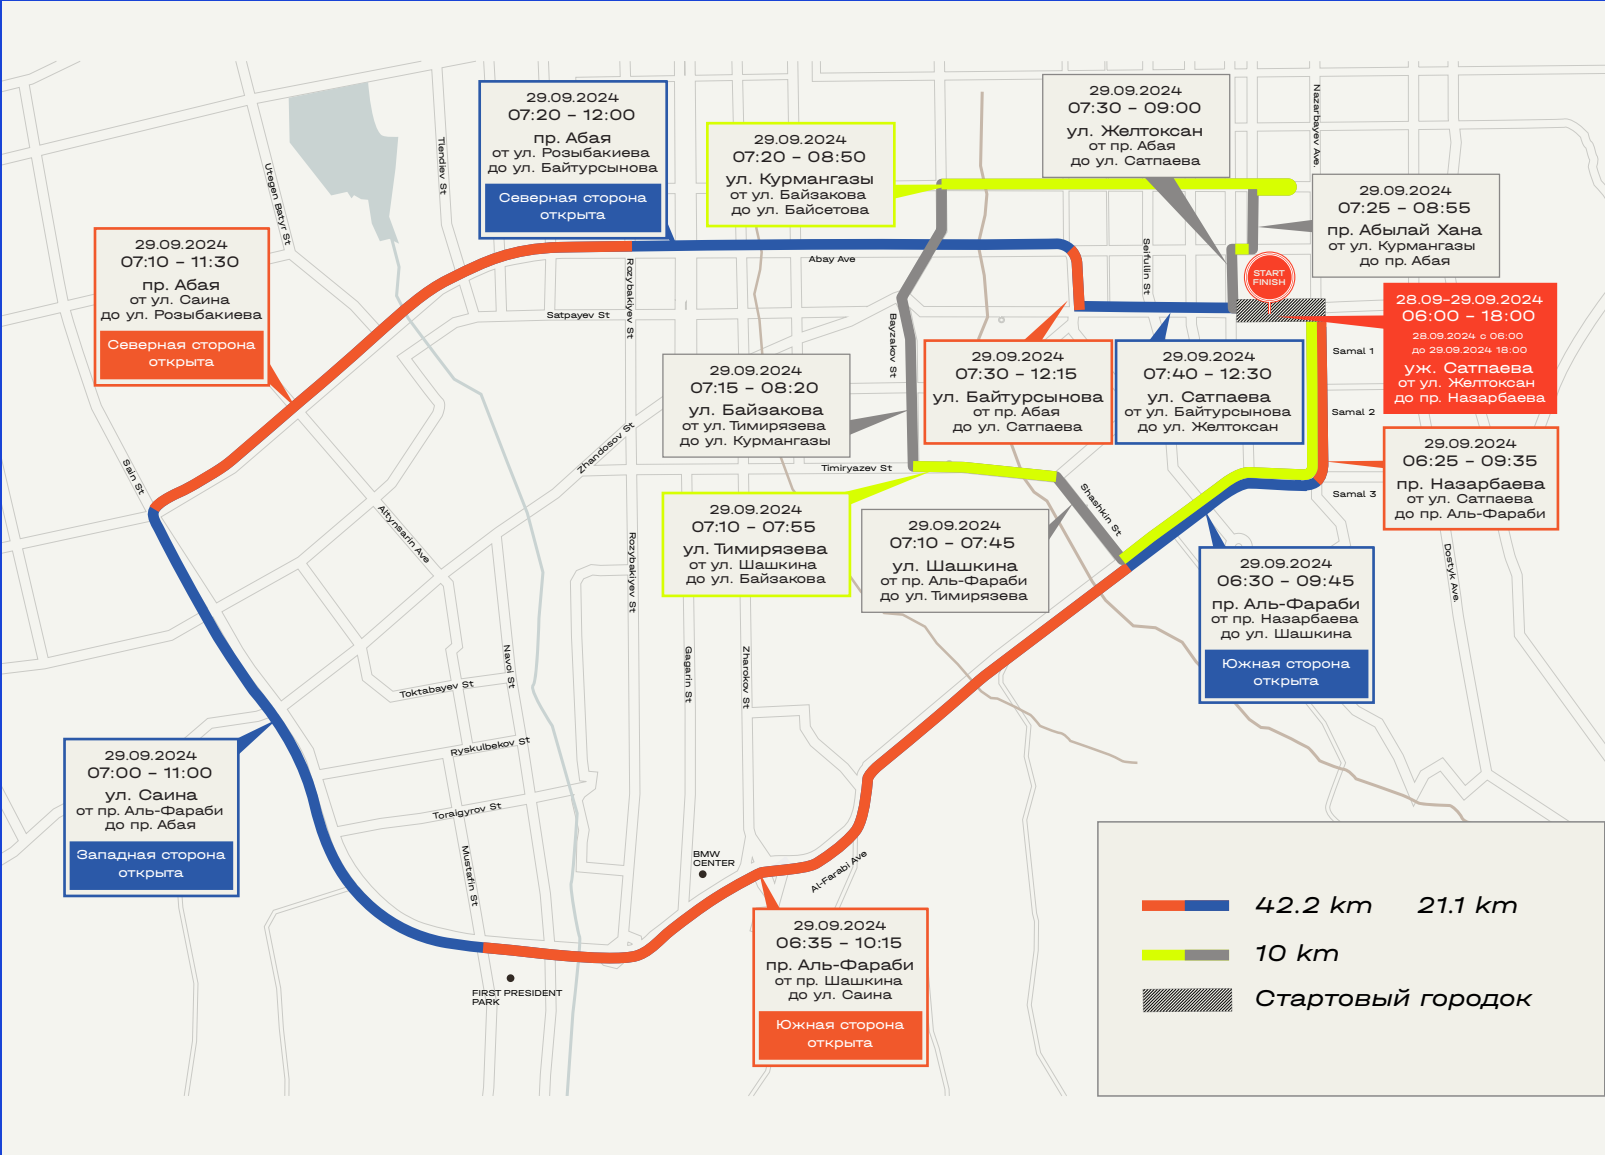 29.09.2024
07:20 – 12:00
пр. Абая
от ул. Розыбакиева
до ул. Байтурсынова
Северная сторона
открыта
29.09.2024
07:20 – 08:50
ул. Курмангазы
от ул. Байзакова
до ул. Байсетова
29.09.2024
07:30 – 09:00
ул. Желтоксан
от пр. Абая
до ул. Сатпаева
Nazarbayev Ave.
29.09.2024
07:25 – 08:55
пр. Абылай Хана
от ул. Курмангазы
до пр. Абая
Tlendiev St
Utegen Batyr St
29.09.2024
07:10 – 11:30
пр. Абая
от ул. Саина
до ул. Розыбакиева
Северная сторона
открыта
Rozybakiyev St
Abay Ave
Satpayev St
Seifullin St
START
FINISH
28.09–29.09.2024
06:00 – 18:00
28.09.2024 с 06:00
до 29.09.2024 18:00
уж. Сатпаева
от ул. Желтоксан
до пр. Назарбаева
Bayzakov St
Samal 1
Samal 2
Samal 3
29.09.2024
07:15 – 08:20
ул. Байзакова
от ул. Тимирязева
до ул. Курмангазы
29.09.2024
07:30 – 12:15
ул. Байтурсынова
от пр. Абая
до ул. Сатпаева
29.09.2024
07:40 – 12:30
ул. Сатпаева
от ул. Байтурсынова
до ул. Желтоксан
29.09.2024
06:25 – 09:35
пр. Назарбаева
от ул. Сатпаева
до пр. Аль-Фараби
Zhandosov St
Timiryazev St
Sain St
Altynsarin Ave
Shashkin St
29.09.2024
07:10 – 07:55
ул. Тимирязева
от ул. Шашкина
до ул. Байзакова
29.09.2024
07:10 – 07:45
ул. Шашкина
от пр. Аль-Фараби
до ул. Тимирязева
29.09.2024
06:30 – 09:45
пр. Аль-Фараби
от пр. Назарбаева
до ул. Шашкина
Южная сторона
открыта
Dostyk Ave.
Rozybakiyev St
Navoi St
Gagarin St
Zharokov St
Toktabayev St
Ryskulbekov St
Toraigyrov St
Mustafin St
29.09.2024
07:00 – 11:00
ул. Саина
от пр. Аль-Фараби
до пр. Абая
Западная сторона
открыта
BMW
CENTER
Al-Farabi Ave
29.09.2024
06:35 – 10:15
пр. Аль-Фараби
от пр. Шашкина
до ул. Саина
Южная сторона
открыта
FIRST PRESIDENT
PARK
42.2 km 21.1 km
10 km
Стартовый городок